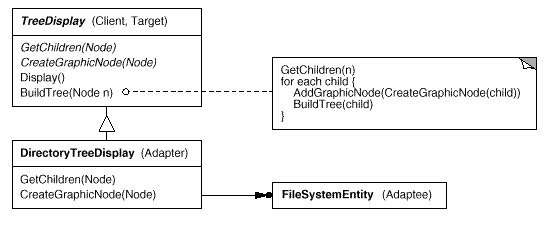 TreeDisplay (Client, Target)
GetChildren(Node)
CreateGraphicNode(Node)
Display()
BuildTree(Node n)
GetChildren(n)
for each child {
AddGraphicNode(CreateGraphicNode(child))
BuildTree(child)
}
DirectoryTreeDisplay (Adapter)
GetChildren(Node)
CreateGraphicNode(Node)
FileSystemEntity (Adaptee)